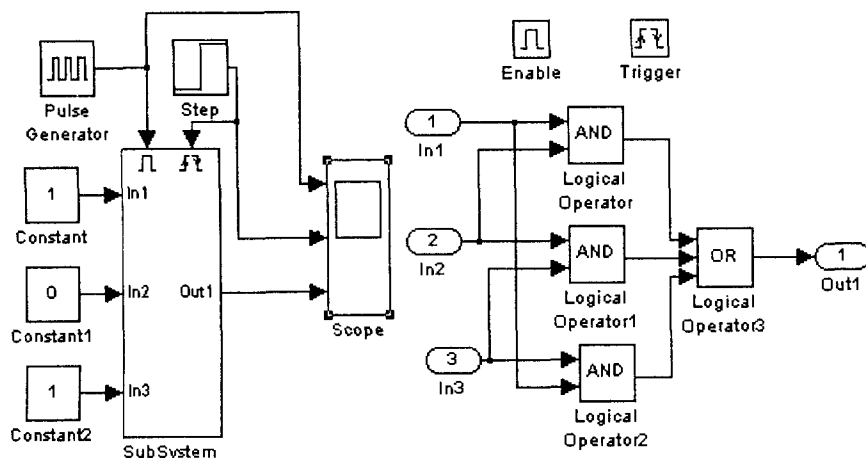 Pulse
Generator
Step
1
Constant
0
Constant1
1
Constant2
In1
In2
Out1
In3
SubSystem
Scope
Enable
Trigger
1
In1
AND
Logical
Operator
2
In2
AND
Logical
Operator1
OR
Logical
Operator3
1
Out1
3
In3
AND
Logical
Operator2